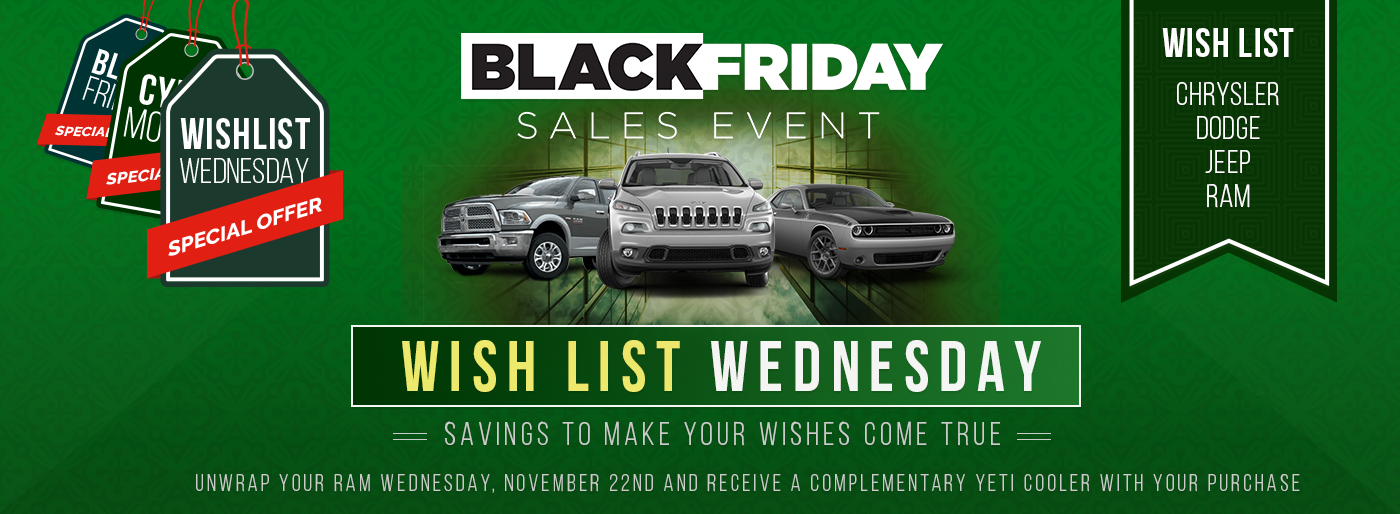 BL
FRI
SPECIAL
CY
MO
SPECIA
WISHLIST
WEDNESDAY
SPECIAL OFFER
BLACKFRIDAY
SALES EVENT
WISH LIST
CHRYSLER
DODGE
JEEP
RAM
WISH LIST WEDNESDAY
SAVINGS TO MAKE YOUR WISHES COME TRUE
UNWRAP YOUR RAM WEDNESDAY, NOVEMBER 22ND AND RECEIVE A COMPLEMENTARY YETI COOLER WITH YOUR PURCHASE